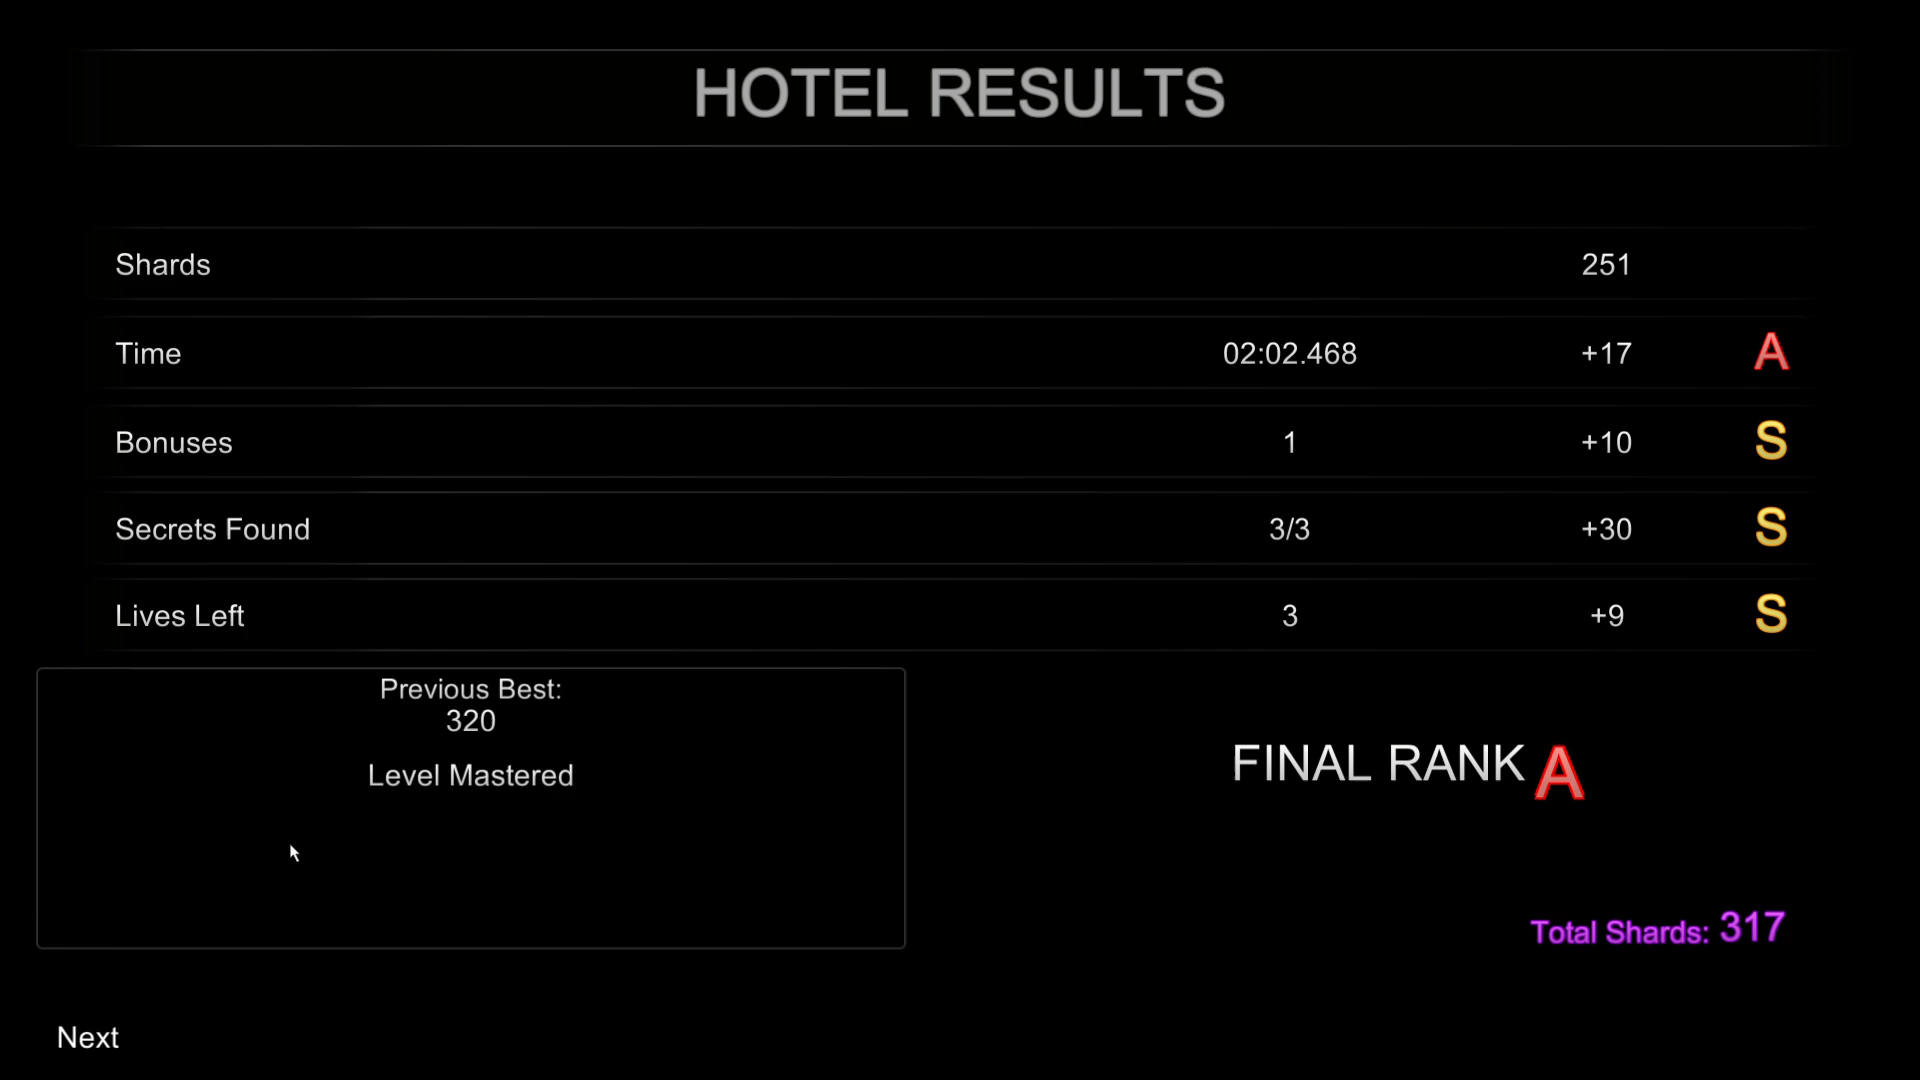 HOTEL RESULTS
Shards 251
Time 02:02.468 +17 A
Bonuses 1 +10 S
Secrets Found 3/3 +30 S
Lives Left 3 +9 S
Previous Best:
320
Level Mastered
FINAL RANK A
Total Shards: 317
Next